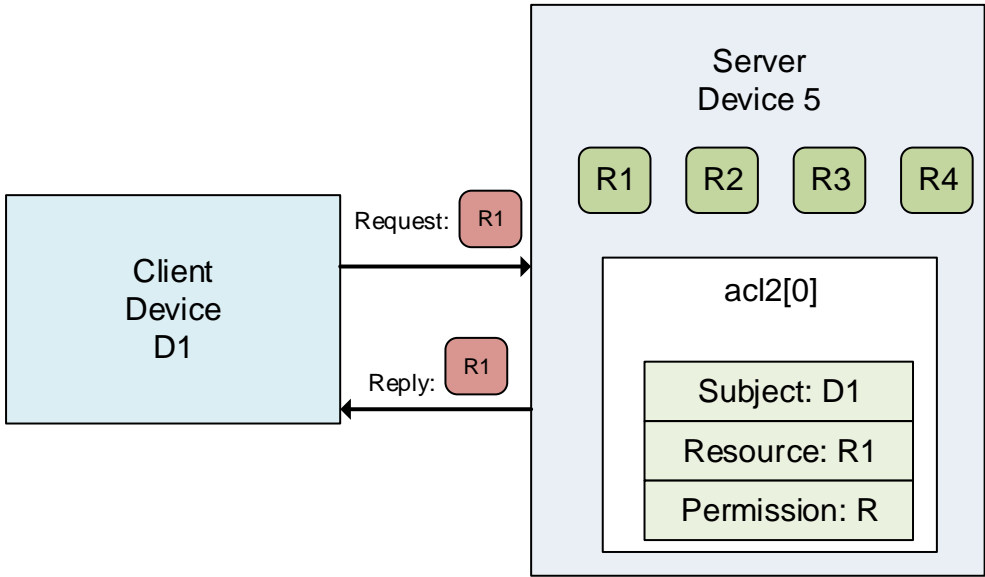 Server
Device 5
R1 R2 R3 R4
Request: R1
Client
Device
D1
acl2[0]
Reply: R1
Subject: D1
Resource: R1
Permission: R